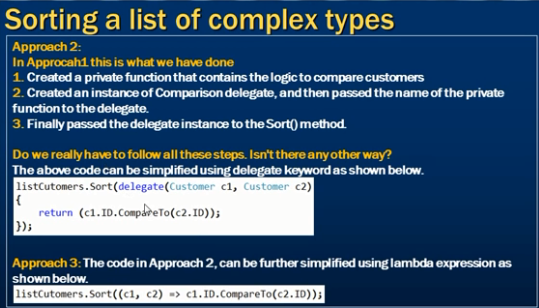 Sorting a list of complex types
Approach 2:
In Approcah1 this is what we have done
1. Created a private function that contains the logic to compare customers
2. Created an instance of Comparison delegate, and then passed the name of the private
function to the delegate.
3. Finally passed the delegate instance to the Sort() method.
Do we really have to follow all these steps. Isn't there any other way?
The above code can be simplified using delegate keyword as shown below.
listCutomers.Sort(delegate(Customer c1, Customer c2)
{
return (c1.ID.CompareTo(c2.ID));
});
Approach 3: The code in Approach 2, can be further simplified using lambda expression as
shown below.
listCutomers.Sort((c1, c2) => c1.ID.CompareTo(c2.ID));